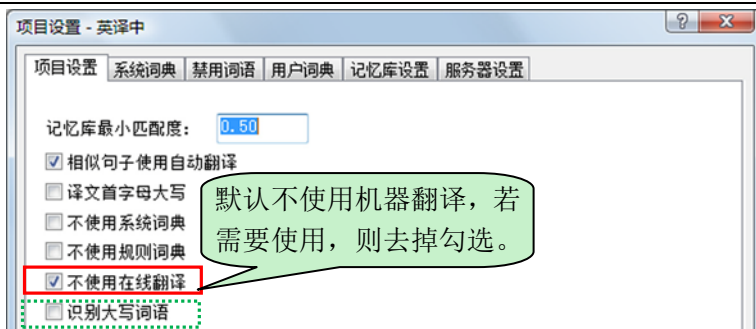 项目设置 - 英译中
项目设置 系统词典 禁用词语 用户词典 记忆库设置 服务器设置
记忆库最小匹配度： 0.50
相似句子使用自动翻译
译文首字母大写
不使用系统词典
不使用规则词典
不使用在线翻译
识别大写词语
默认不使用机器翻译，若
需要使用，则去掉勾选。